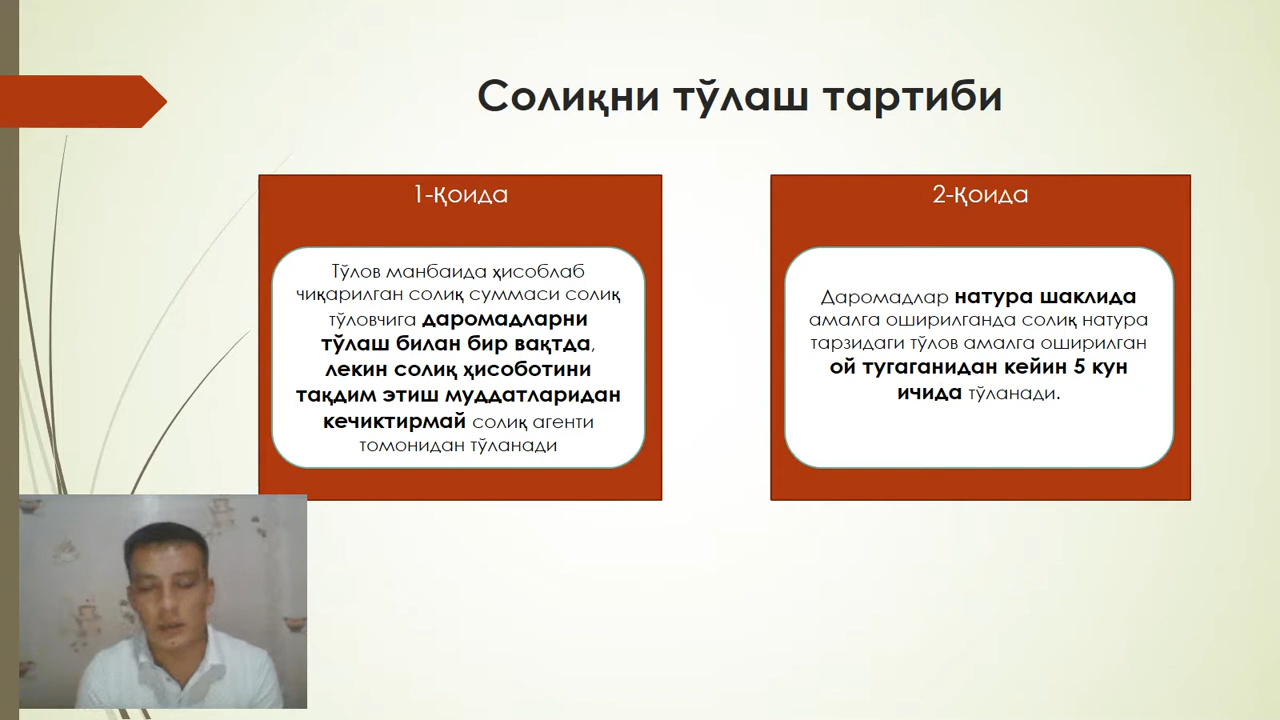 Солиқни тўлаш тартиби
1-Қоида
Тўлов манбаида ҳисоблаб
чиқарилган солиқ суммаси солиқ
тўловчига даромадларни
тўлаш билан бир вақтда,
лекин солиқ ҳисоботини
тақдим этиш муддатларидан
кечиктирмай солиқ агенти
томонидан тўланади
2-Қоида
Даромадлар натура шаклида
амалга оширилганда солиқ натура
тарзидаги тўлов амалга оширилган
ой тугаганидан кейин 5 кун
ичида тўланади.